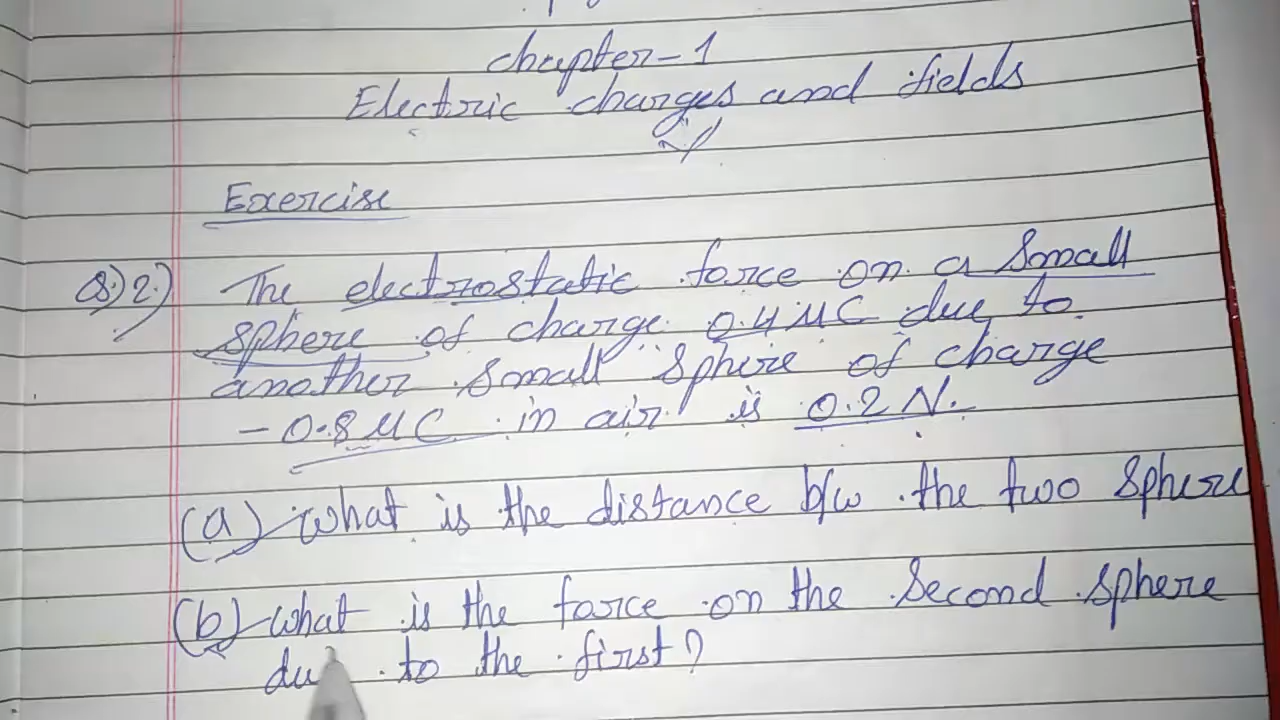 chapter-1
Electric charges and fields
Exercise
Q.)2.) The electrostatic force on a small
sphere of charge 0.4 μC due to
another small sphere of charge
-0.8 μC in air is 0.2 N.
(a) what is the distance b/w the two sphere
(b) what is the force on the second sphere
to the first?